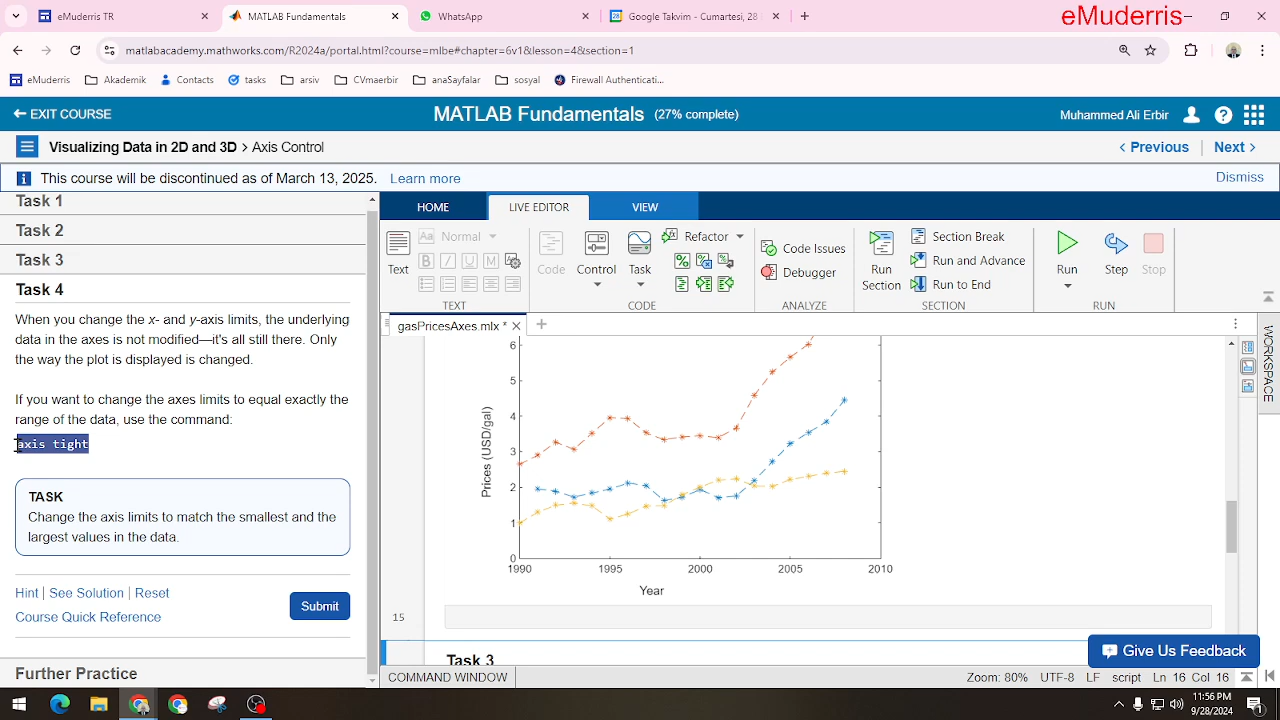 eMuderris TR
MATLAB Fundamentals
WhatsApp
Google Takvim - Cumartesi, 28
eMuderris
matlabacademy.mathworks.com/R2024a/portal.html?course=mlbe#chapter=6v1&lesson=4&section=1
eMuderris
Akademik
Contacts
tasks
arsiv
CVmaerbir
anaSayfalar
sosyal
Firewall Authenticati...
EXIT COURSE
MATLAB Fundamentals (27% complete)
Muhammed Ali Erbir
Visualizing Data in 2D and 3D > Axis Control
< Previous
Next >
This course will be discontinued as of March 13, 2025. Learn more
Dismiss
Task 1
Task 2
Task 3
Task 4
When you change the x- and y-axis limits, the underlying
data in the axes is not modified—it's all still there. Only
the way the plot is displayed is changed.
If you want to change the axes limits to equal exactly the
range of the data, use the command:
axis tight
TASK
Change the axis limits to match the smallest and the
largest values in the data.
Hint | See Solution | Reset
Course Quick Reference
Submit
Further Practice
HOME
LIVE EDITOR
VIEW
Text
Aa Normal
B I U M
TEXT
Code
Control
Task
Refactor
CODE
Code Issues
Debugger
ANALYZE
Run
Section
Section Break
Run and Advance
Run to End
SECTION
Run
Step
Stop
RUN
gasPricesAxes.mlx *
WORKSPACE
6
5
4
3
2
1
0
Prices (USD/gal)
1990
1995
2000
2005
2010
Year
15
Task 3
Give Us Feedback
COMMAND WINDOW
Zoom: 80%
UTF-8
LF
script
Ln 16 Col 16
11:56 PM
9/28/2024